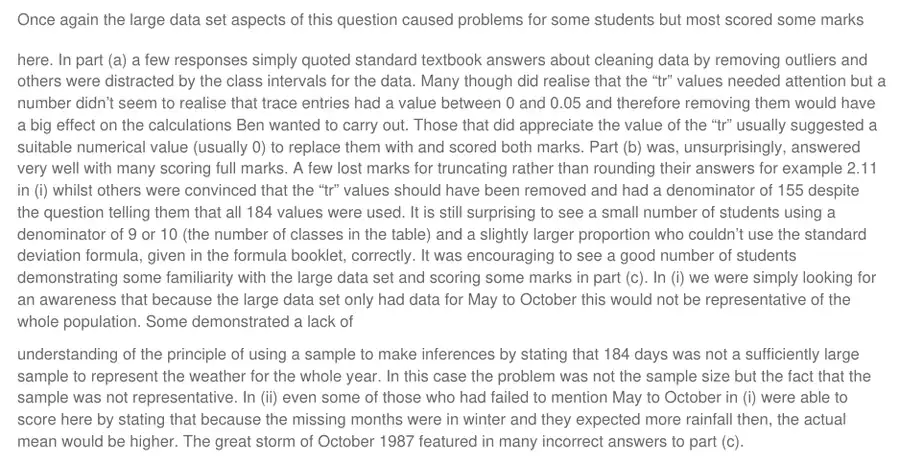 Once again the large data set aspects of this question caused problems for some students but most scored some marks
here. In part (a) a few responses simply quoted standard textbook answers about cleaning data by removing outliers and
others were distracted by the class intervals for the data. Many though did realise that the “tr” values needed attention but a
number didn’t seem to realise that trace entries had a value between 0 and 0.05 and therefore removing them would have
a big effect on the calculations Ben wanted to carry out. Those that did appreciate the value of the “tr” usually suggested a
suitable numerical value (usually 0) to replace them with and scored both marks. Part (b) was, unsurprisingly, answered
very well with many scoring full marks. A few lost marks for truncating rather than rounding their answers for example 2.11
in (i) whilst others were convinced that the “tr” values should have been removed and had a denominator of 155 despite
the question telling them that all 184 values were used. It is still surprising to see a small number of students using a
denominator of 9 or 10 (the number of classes in the table) and a slightly larger proportion who couldn’t use the standard
deviation formula, given in the formula booklet, correctly. It was encouraging to see a good number of students
demonstrating some familiarity with the large data set and scoring some marks in part (c). In (i) we were simply looking for
an awareness that because the large data set only had data for May to October this would not be representative of the
whole population. Some demonstrated a lack of
understanding of the principle of using a sample to make inferences by stating that 184 days was not a sufficiently large
sample to represent the weather for the whole year. In this case the problem was not the sample size but the fact that the
sample was not representative. In (ii) even some of those who had failed to mention May to October in (i) were able to
score here by stating that because the missing months were in winter and they expected more rainfall then, the actual
mean would be higher. The great storm of October 1987 featured in many incorrect answers to part (c).